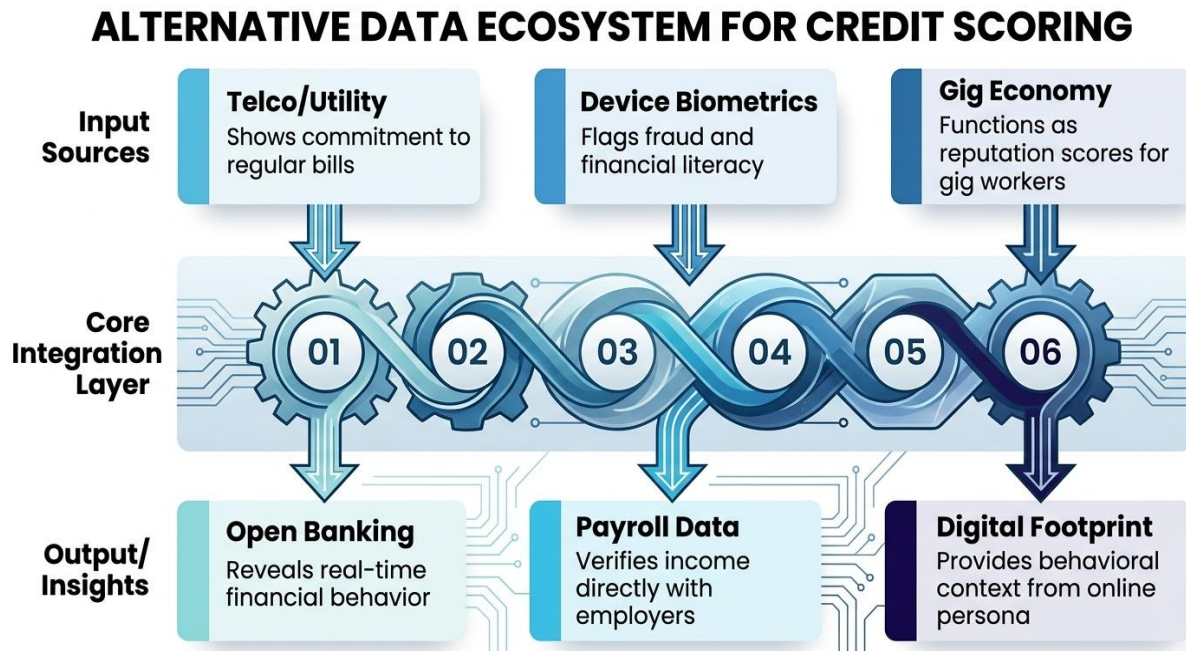 ALTERNATIVE DATA ECOSYSTEM FOR CREDIT SCORING
Input
Sources
Telco/Utility
Shows commitment to
regular bills
Device Biometrics
Flags fraud and
financial literacy
Gig Economy
Functions as
reputation scores for
gig workers
Core
Integration
Layer
01
02
03
04
05
06
Output/
Insights
Open Banking
Reveals real-time
financial behavior
Payroll Data
Verifies income
directly with
employers
Digital Footprint
Provides behavioral
context from online
persona